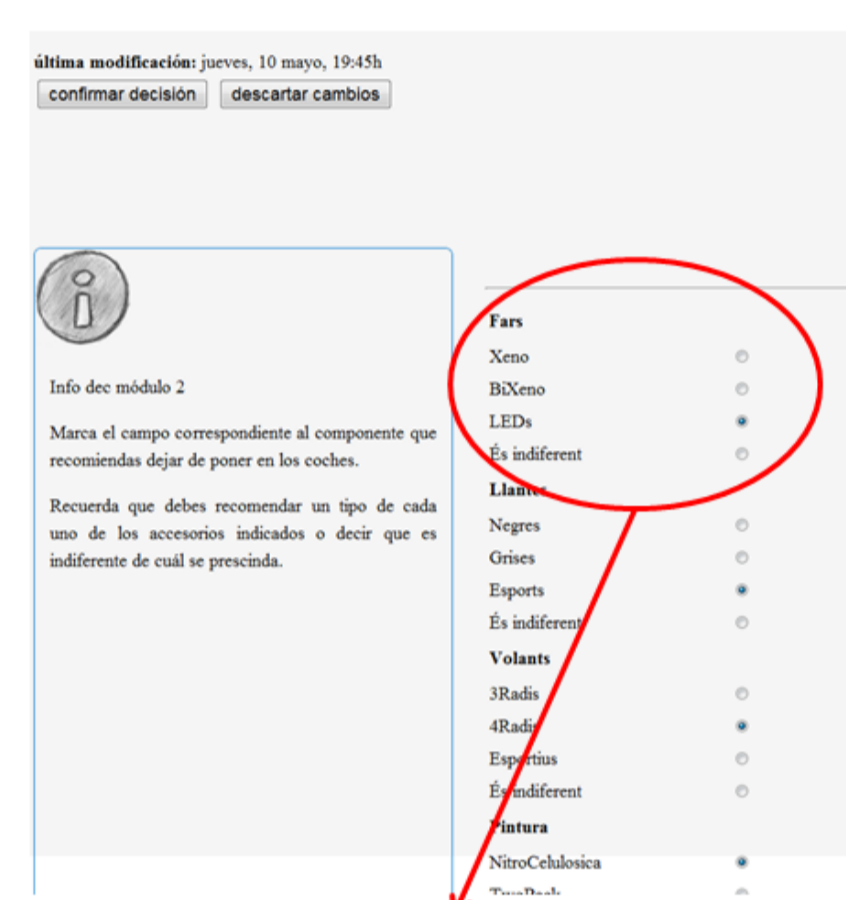 última modificación: jueves, 10 mayo, 19:45h
confirmar decisión descartar cambios
Info dec módulo 2
Marca el campo correspondiente al componente que
recomiendas dejar de poner en los coches.
Recuerda que debes recomendar un tipo de cada
uno de los accesorios indicados o decir que es
indiferente de cuál se prescinda.
Fars
Xeno
BiXeno
LEDs
És indiferent
Llantes
Negres
Grises
Esports
És indiferent
Volants
3Radis
4Radis
Esportius
És indiferent
Pintura
NitroCelulosica